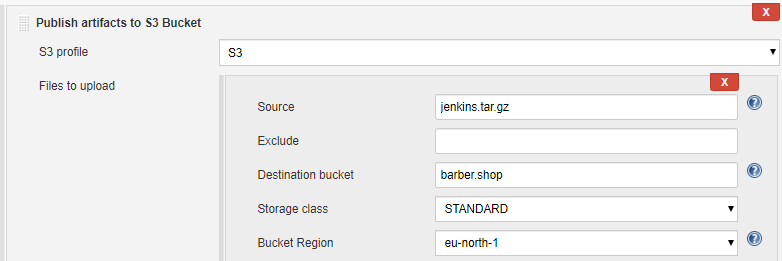 X
Publish artifacts to S3 Bucket
S3 profile S3
Files to upload X
Source jenkins.tar.gz ?
Exclude
Destination bucket barber.shop ?
Storage class STANDARD
Bucket Region eu-north-1 ?